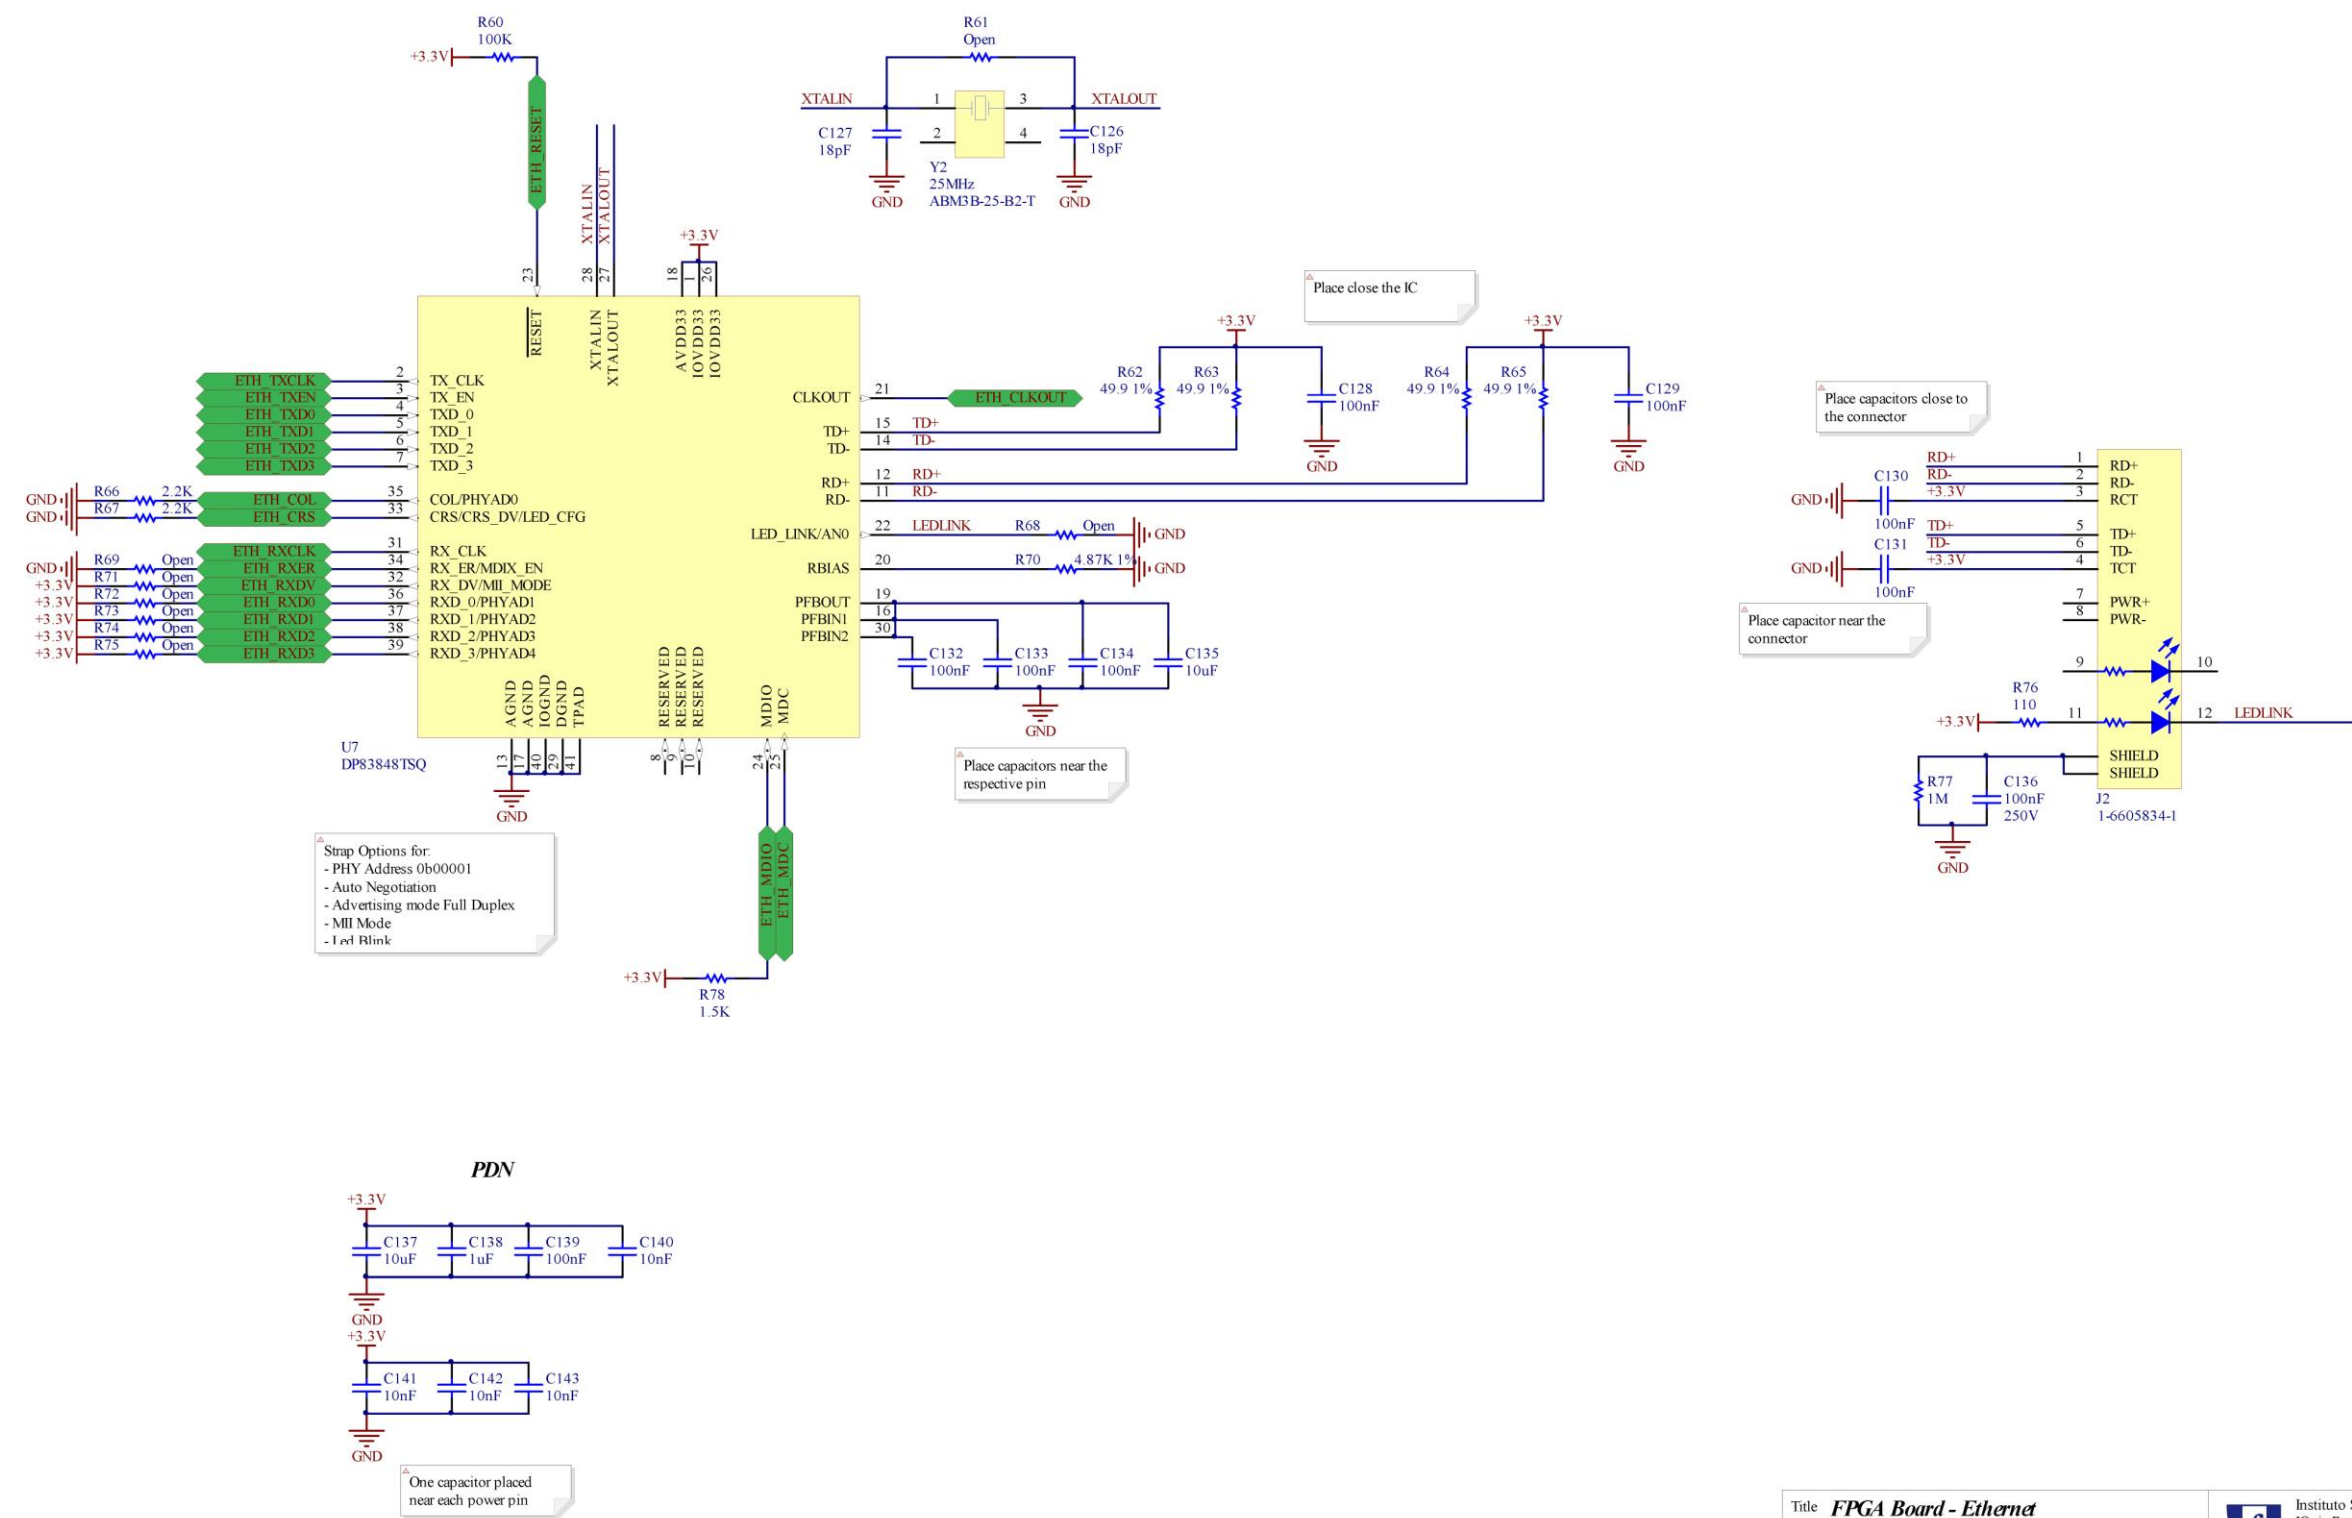 R60
100K
+3.3V
ETH_RESET
23
XTALIN
XTALOUT
28
27
+3.3V
18
1
26
R61
Open
XTALIN
1
3
XTALOUT
C127
18pF
2
4
C126
18pF
Y2
25MHz
ABM3B-25-B2-T
GND
GND
RESET
XTALIN
XTALOUT
AVDD33
IOVDD33
IOVDD33
ETH_TXCLK 2 TX_CLK
ETH_TXEN 3 TX_EN
ETH_TXD0 4 TXD_0
ETH_TXD1 5 TXD_1
ETH_TXD2 6 TXD_2
ETH_TXD3 7 TXD_3
GND R66 2.2K ETH_COL 35 COL/PHYAD0
GND R67 2.2K ETH_CRS 33 CRS/CRS_DV/LED_CFG
ETH_RXCLK 31 RX_CLK
GND R69 Open ETH_RXER 34 RX_ER/MDIX_EN
+3.3V R71 Open ETH_RXDV 32 RX_DV/MII_MODE
+3.3V R72 Open ETH_RXD0 36 RXD_0/PHYAD1
+3.3V R73 Open ETH_RXD1 37 RXD_1/PHYAD2
+3.3V R74 Open ETH_RXD2 38 RXD_2/PHYAD3
+3.3V R75 Open ETH_RXD3 39 RXD_3/PHYAD4
CLKOUT 21 ETH_CLKOUT
TD+ 15 TD+
TD- 14 TD-
RD+ 12 RD+
RD- 11 RD-
LED_LINK/AN0 22 LEDLINK R68 Open GND
RBIAS 20 R70 4.87K 1% GND
PFBOUT 19
PFBIN1 16
PFBIN2 30
C132
100nF
C133
100nF
C134
100nF
C135
10uF
GND
Place capacitors near the
respective pin
Place close the IC
+3.3V
R62
49.9 1%
R63
49.9 1%
C128
100nF
GND
+3.3V
R64
49.9 1%
R65
49.9 1%
C129
100nF
GND
AGND
AGND
IOGND
DGND
TPAD
13
17
40
29
41
GND
RESERVED
RESERVED
RESERVED
8
9
10
MDIO
MDC
24
25
ETH_MDIO
ETH_MDC
+3.3V
R78
1.5K
U7
DP83848TSQ
Strap Options for:
- PHY Address 0b00001
- Auto Negotiation
- Advertising mode Full Duplex
- MII Mode
- Led Blink
Place capacitors close to
the connector
RD+ 1 RD+
RD- 2 RD-
GND C130 100nF +3.3V 3 RCT
TD+ 5 TD+
TD- 6 TD-
GND C131 100nF +3.3V 4 TCT
7 PWR+
8 PWR-
Place capacitor near the
connector
9
10
R76
110
+3.3V
11
12
LEDLINK
SHIELD
SHIELD
R77
1M
C136
100nF
250V
GND
J2
1-6605834-1
PDN
+3.3V
C137
10uF
C138
1uF
C139
100nF
C140
10nF
GND
+3.3V
C141
10nF
C142
10nF
C143
10nF
GND
One capacitor placed
near each power pin
Title FPGA Board - Ethernet
Instituto